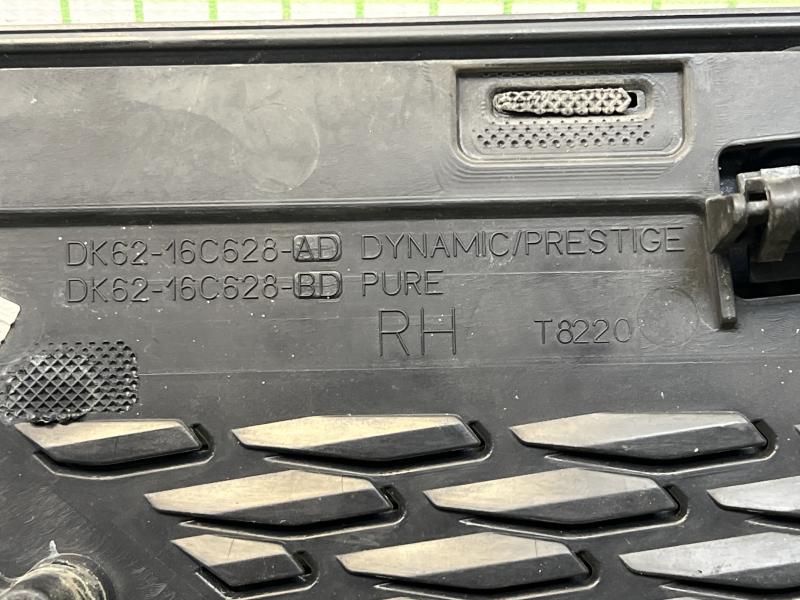 DK62-16C628-AD DYNAMIC/PRESTIGE
DK62-16C628-BD PURE
RH T8220